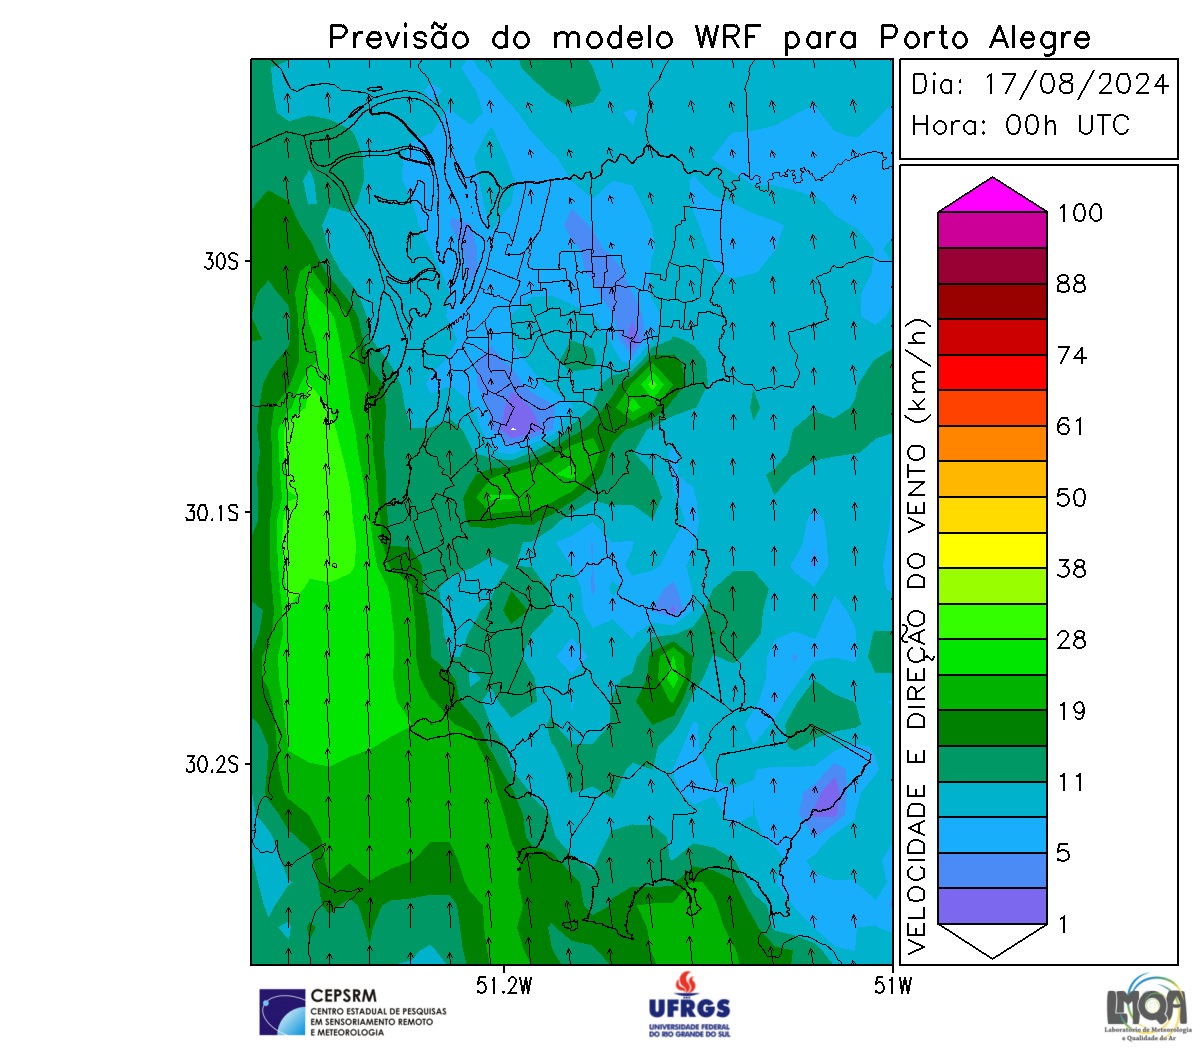 Previsão do modelo WRF para Porto Alegre
Dia: 17/08/2024
Hora: 00h UTC
30S
30.1S
30.2S
51.2W
51W
VELOCIDADE E DIREÇÃO DO VENTO (km/h)
100
88
74
61
50
38
28
19
11
5
1
CEPSRM
CENTRO ESTADUAL DE PESQUISAS
EM SENSORIAMENTO REMOTO
E METEOROLOGIA
UFRGS
UNIVERSIDADE FEDERAL
DO RIO GRANDE DO SUL
LMQA
Laboratório de Meteorologia
e Qualidade do Ar